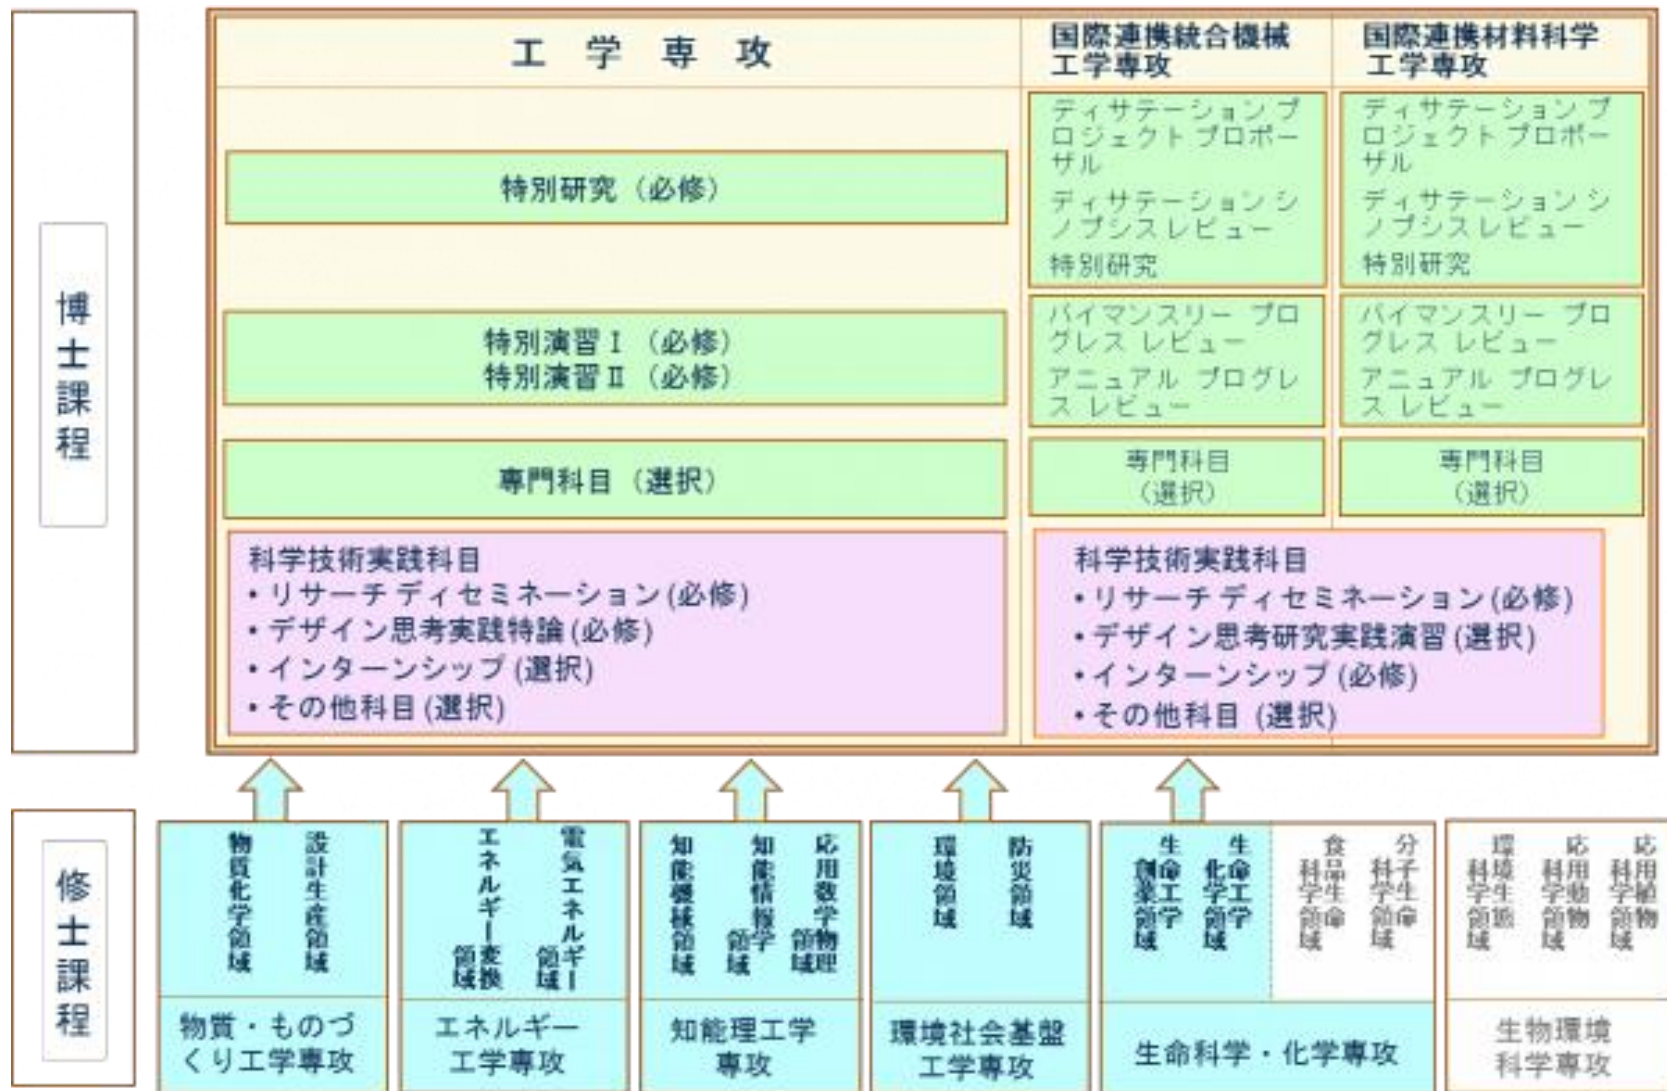 博士課程
工学専攻
国際連携統合機械
工学専攻
国際連携材料科学
工学専攻
特別研究（必修）
ディサテーション プ
ロジェクト プロポー
ザル
ディサテーション シ
ノプシスレビュー
特別研究
ディサテーション プ
ロジェクト プロポー
ザル
ディサテーション シ
ノプシスレビュー
特別研究
特別演習Ⅰ（必修）
特別演習Ⅱ（必修）
バイマンスリー プロ
グレス レビュー
アニュアル プログレ
ス レビュー
バイマンスリー プロ
グレス レビュー
アニュアル プログレ
ス レビュー
専門科目（選択）
専門科目
（選択）
専門科目
（選択）
科学技術実践科目
・リサーチ ディセミネーション(必修)
・デザイン思考実践特論(必修)
・インターンシップ(選択)
・その他科目(選択)
科学技術実践科目
・リサーチ ディセミネーション(必修)
・デザイン思考研究実践演習(選択)
・インターンシップ(必修)
・その他科目 (選択)
修士課程
物質化学領域
設計生産領域
物質・ものづ
くり工学専攻
エネルギー変換
領域
電気エネルギー
領域
エネルギー
工学専攻
知能機械領域
知能情報学
領域
応用数学物理
領域
知能理工学
専攻
環境領域
防災領域
環境社会基盤
工学専攻
生命工学
創薬工学領域
生命工学
化学領域
食品生命
科学領域
分子生命
科学領域
生命科学・化学専攻
環境生態
科学領域
応用動物
科学領域
応用植物
科学領域
生物環境
科学専攻